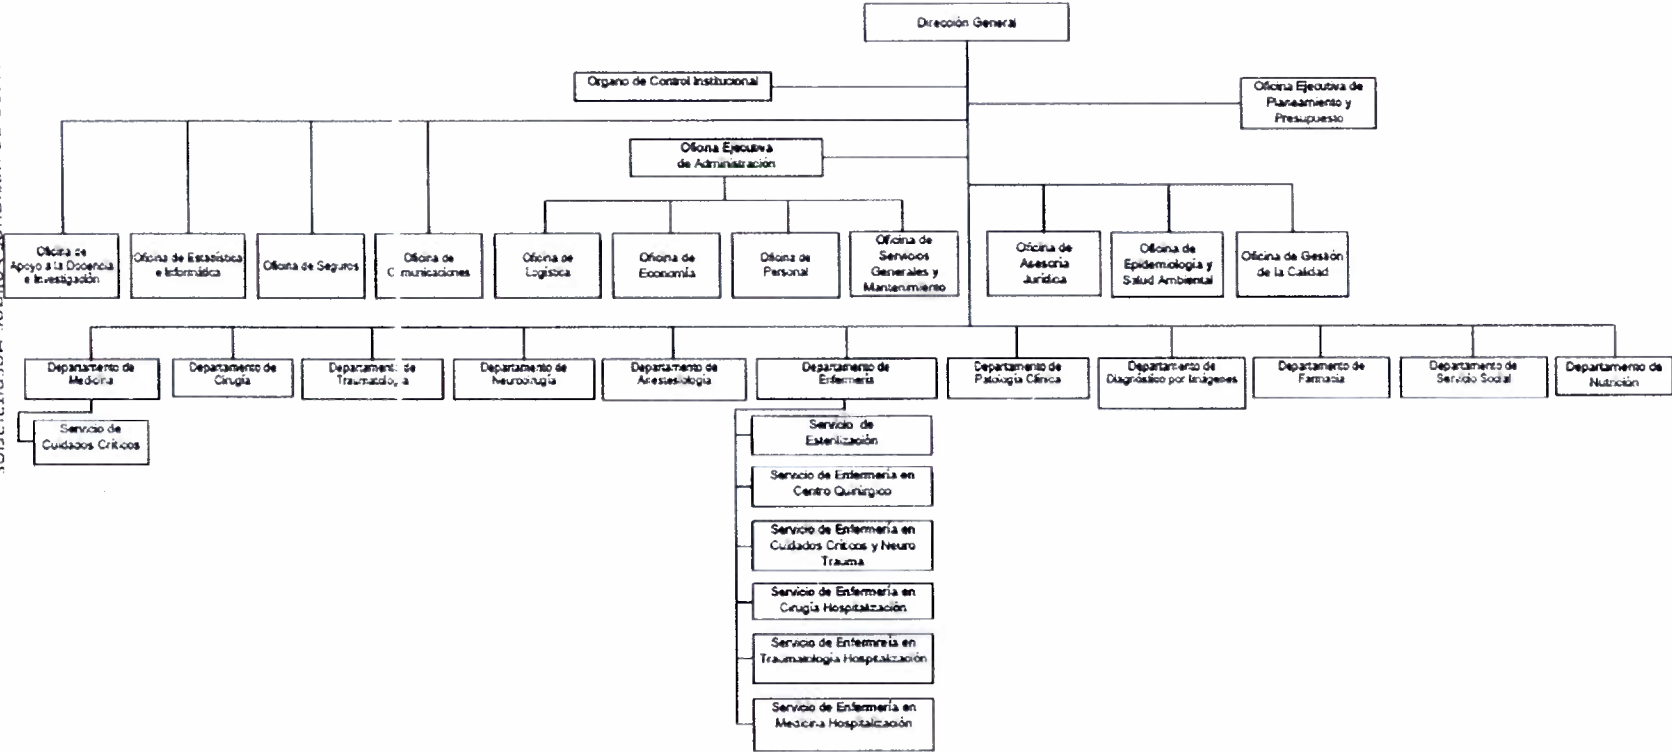 Dirección General
Organo de Control Institucional
Oficina Ejecutiva de
Planeamiento y
Presupuesto
Oficina Ejecutiva
de Administración
Oficina de
Apoyo a la Docencia
e Investigación
Oficina de Estadística
e Informática
Oficina de Seguros
Oficina de
C municaciones
Oficina de
Logística
Oficina de
Economía
Oficina de
Personal
Oficina de
Servicios
Generales y
Mantenimiento
Oficina de
Asesoria
Jurídica
Oficina de
Epidemiología y
Salud Ambiental
Oficina de Gestión
de la Calidad
Departamento de
Medicina
Departamento de
Cirugía
Departament de
Traumatolog a
Departamento de
Neurocirugía
Departamento de
Anestesiología
Departamento de
Enfermería
Departamento de
Patología Clínica
Departamento de
Diagnóstico por Imágenes
Departamento de
Farmacia
Departamento de
Servicio Social
Departamento de
Nutrición
Servicio de
Cuidados Críticos
Servicio de
Esterilización
Servicio de Enfermería en
Centro Quirúrgico
Servicio de Enfermería en
Cuidados Críticos y Neuro
Trauma
Servicio de Enfermería en
Cirugía Hospitalización
Servicio de Enfermreía en
Traumatología Hospitalización
Servicio de Enfermería en
Medicina Hospitalización